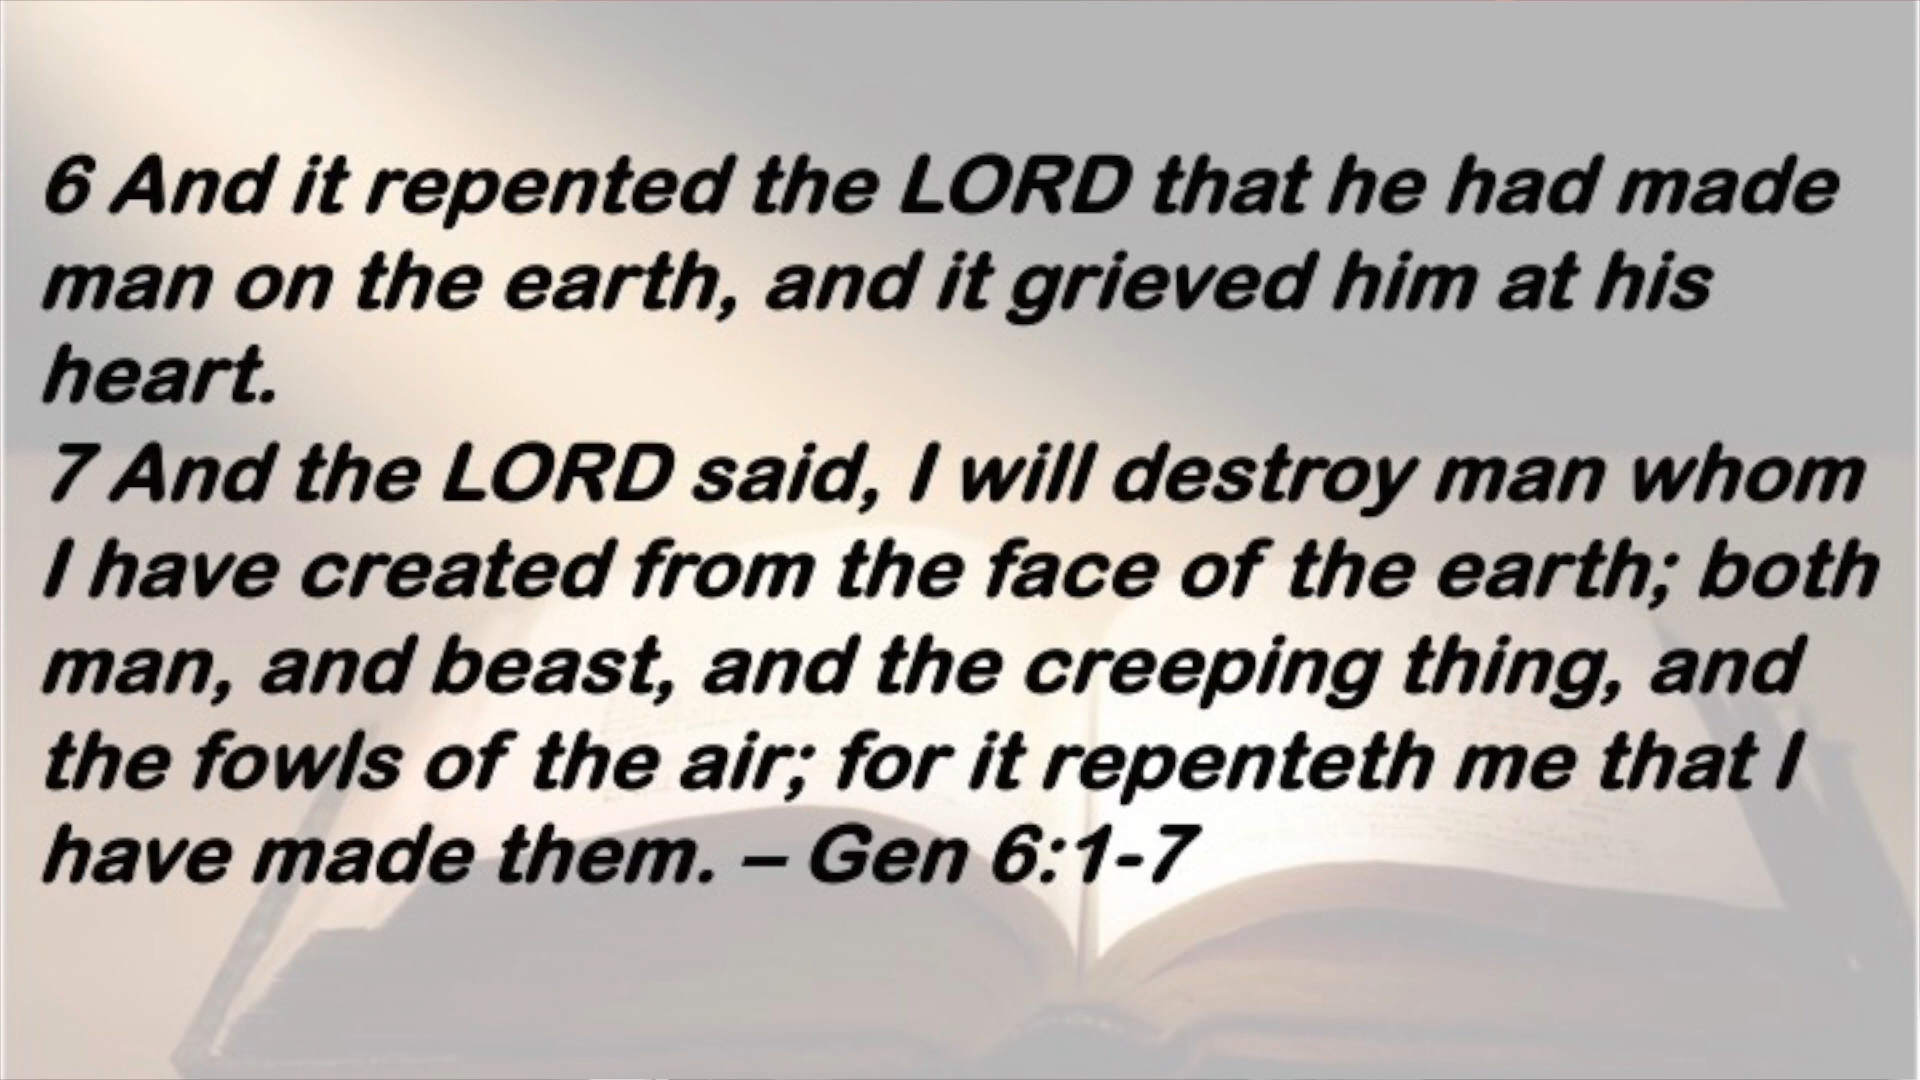 6 And it repented the LORD that he had made
man on the earth, and it grieved him at his
heart.
7 And the LORD said, I will destroy man whom
I have created from the face of the earth; both
man, and beast, and the creeping thing, and
the fowls of the air; for it repenteth me that I
have made them. – Gen 6:1-7